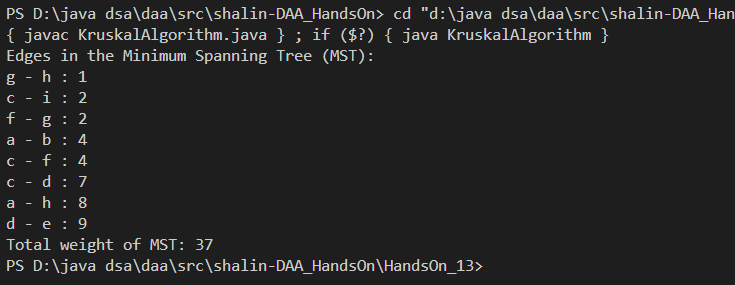 PS D:\java dsa\daa\src\shalin-DAA_HandsOn> cd "d:\java dsa\daa\src\shalin-DAA_Han
{ javac KruskalAlgorithm.java } ; if ($?) { java KruskalAlgorithm }
Edges in the Minimum Spanning Tree (MST):
g - h : 1
c - i : 2
f - g : 2
a - b : 4
c - f : 4
c - d : 7
a - h : 8
d - e : 9
Total weight of MST: 37
PS D:\java dsa\daa\src\shalin-DAA_HandsOn\HandsOn_13>